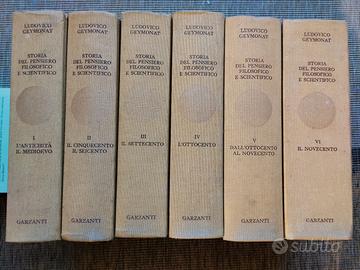 LUDOVICO
GEYMONAT
STORIA
DEL PENSIERO
FILOSOFICO
E SCIENTIFICO
I
L'ANTICHITÀ
IL MEDIOEVO
GARZANTI
LUDOVICO
GEYMONAT
STORIA
DEL PENSIERO
FILOSOFICO
E SCIENTIFICO
II
IL CINQUECENTO
IL SEICENTO
GARZANTI
LUDOVICO
GEYMONAT
STORIA
DEL PENSIERO
FILOSOFICO
E SCIENTIFICO
III
IL SETTECENTO
GARZANTI
LUDOVICO
GEYMONAT
STORIA
DEL PENSIERO
FILOSOFICO
E SCIENTIFICO
IV
L'OTTOCENTO
GARZANTI
LUDOVICO
GEYMONAT
STORIA
DEL PENSIERO
FILOSOFICO
E SCIENTIFICO
V
DALL'OTTOCENTO
AL NOVECENTO
GARZANTI
LUDOVICO
GEYMONAT
STORIA
DEL PENSIERO
FILOSOFICO
E SCIENTIFICO
VI
IL NOVECENTO
GARZANTI
subito